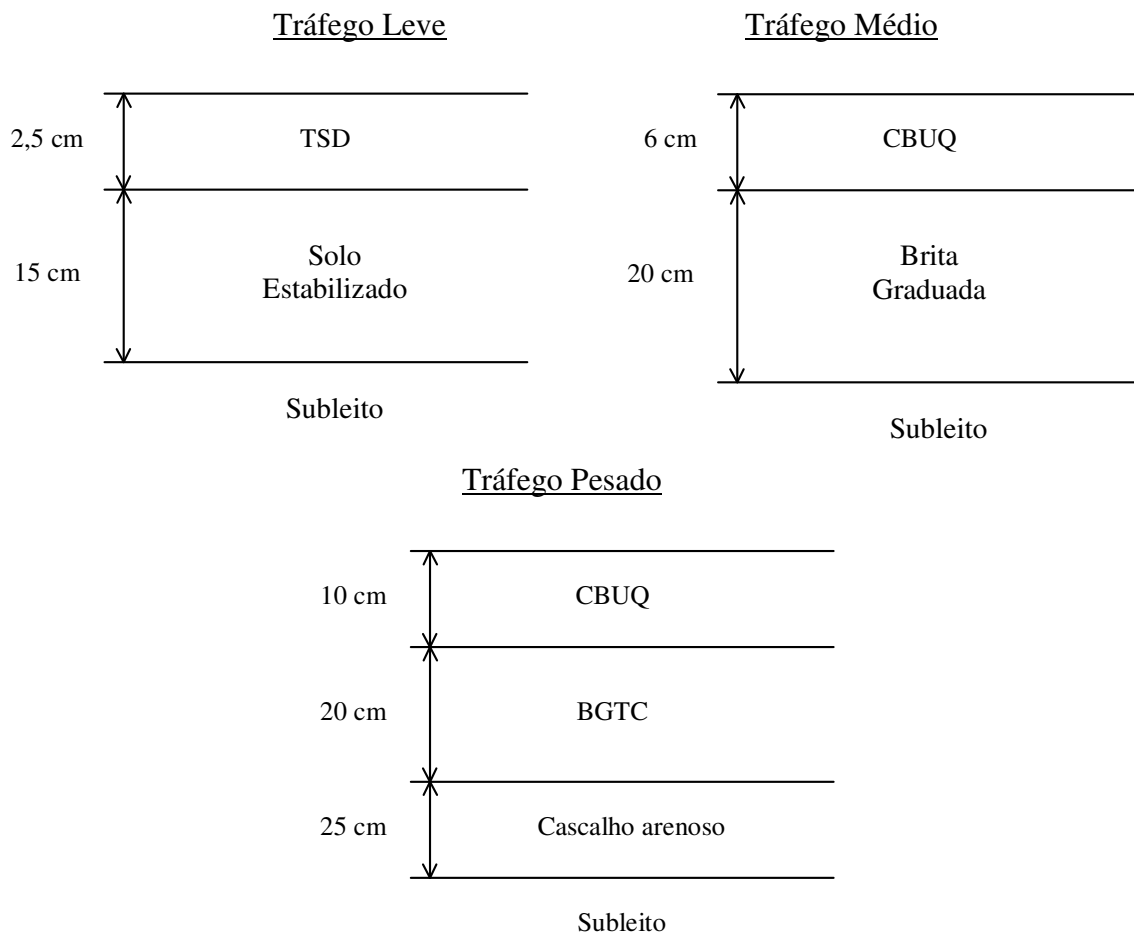 Tráfego Leve
2,5 cm
TSD
15 cm
Solo
Estabilizado
Subleito
Tráfego Médio
6 cm
CBUQ
20 cm
Brita
Graduada
Subleito
Tráfego Pesado
10 cm
CBUQ
20 cm
BGTC
25 cm
Cascalho arenoso
Subleito